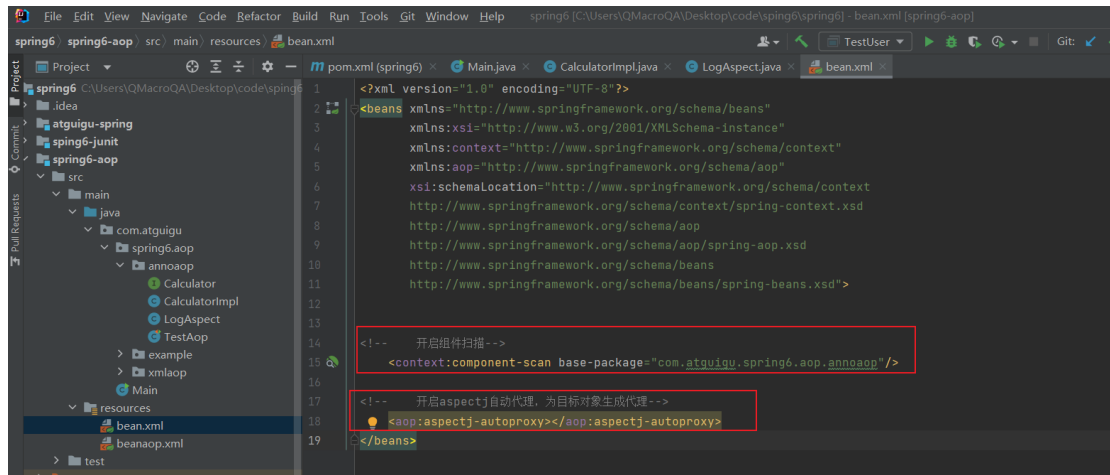 File Edit View Navigate Code Refactor Build Run Tools Git Window Help spring6 [C:\Users\QMacroQA\Desktop\code\sping6\spring6] - bean.xml [spring6-aop]
spring6 spring6-aop src main resources bean.xml TestUser Git:
Project pom.xml (spring6) Main.java CalculatorImpl.java LogAspect.java bean.xml
Project
Commit
Pull Requests
spring6 C:\Users\QMacroQA\Desktop\code\sping6
.idea
atguigu-spring
sping6-junit
spring6-aop
src
main
java
com.atguigu
spring6.aop
annoaop
Calculator
CalculatorImpl
LogAspect
TestAop
example
xmlaop
Main
resources
bean.xml
beanaop.xml
test
1 <?xml version="1.0" encoding="UTF-8"?>
2 <beans xmlns="http://www.springframework.org/schema/beans"
3 xmlns:xsi="http://www.w3.org/2001/XMLSchema-instance"
4 xmlns:context="http://www.springframework.org/schema/context"
5 xmlns:aop="http://www.springframework.org/schema/aop"
6 xsi:schemaLocation="http://www.springframework.org/schema/context
7 http://www.springframework.org/schema/context/spring-context.xsd
8 http://www.springframework.org/schema/aop
9 http://www.springframework.org/schema/aop/spring-aop.xsd
10 http://www.springframework.org/schema/beans
11 http://www.springframework.org/schema/beans/spring-beans.xsd">
12
13
14 <!-- 开启组件扫描-->
15 <context:component-scan base-package="com.atguigu.spring6.aop.annoaop"/>
16
17 <!-- 开启aspectj自动代理，为目标对象生成代理-->
18 <aop:aspectj-autoproxy></aop:aspectj-autoproxy>
19 </beans>